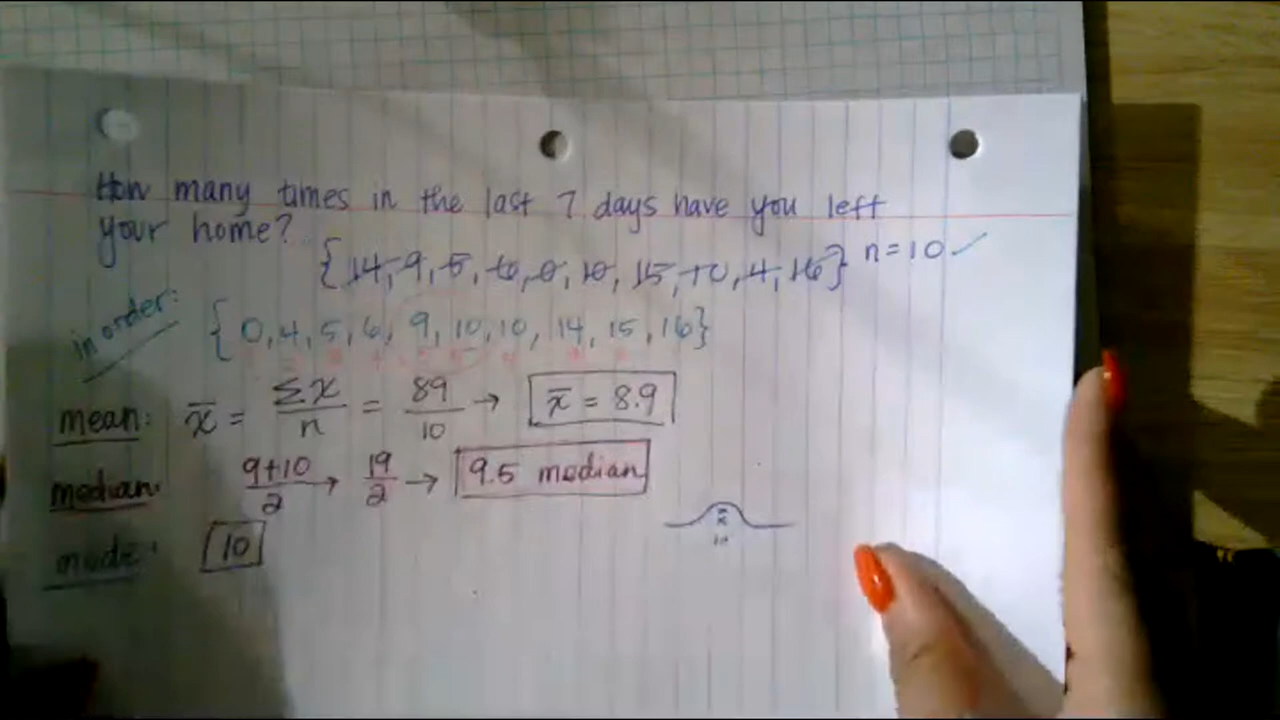 How many times in the last 7 days have you left
your home?
{14, 9, 5, 6, 0, 10, 15, 10, 4, 16} n=10 ✓
in order:
{0,4,5,6,9,10,10,14,15,16}
mean: x̄ = Σx/n = 89/10 → x̄ = 8.9
median: 9+10/2 → 19/2 → 9.5 median
x̄
10
mode: 10